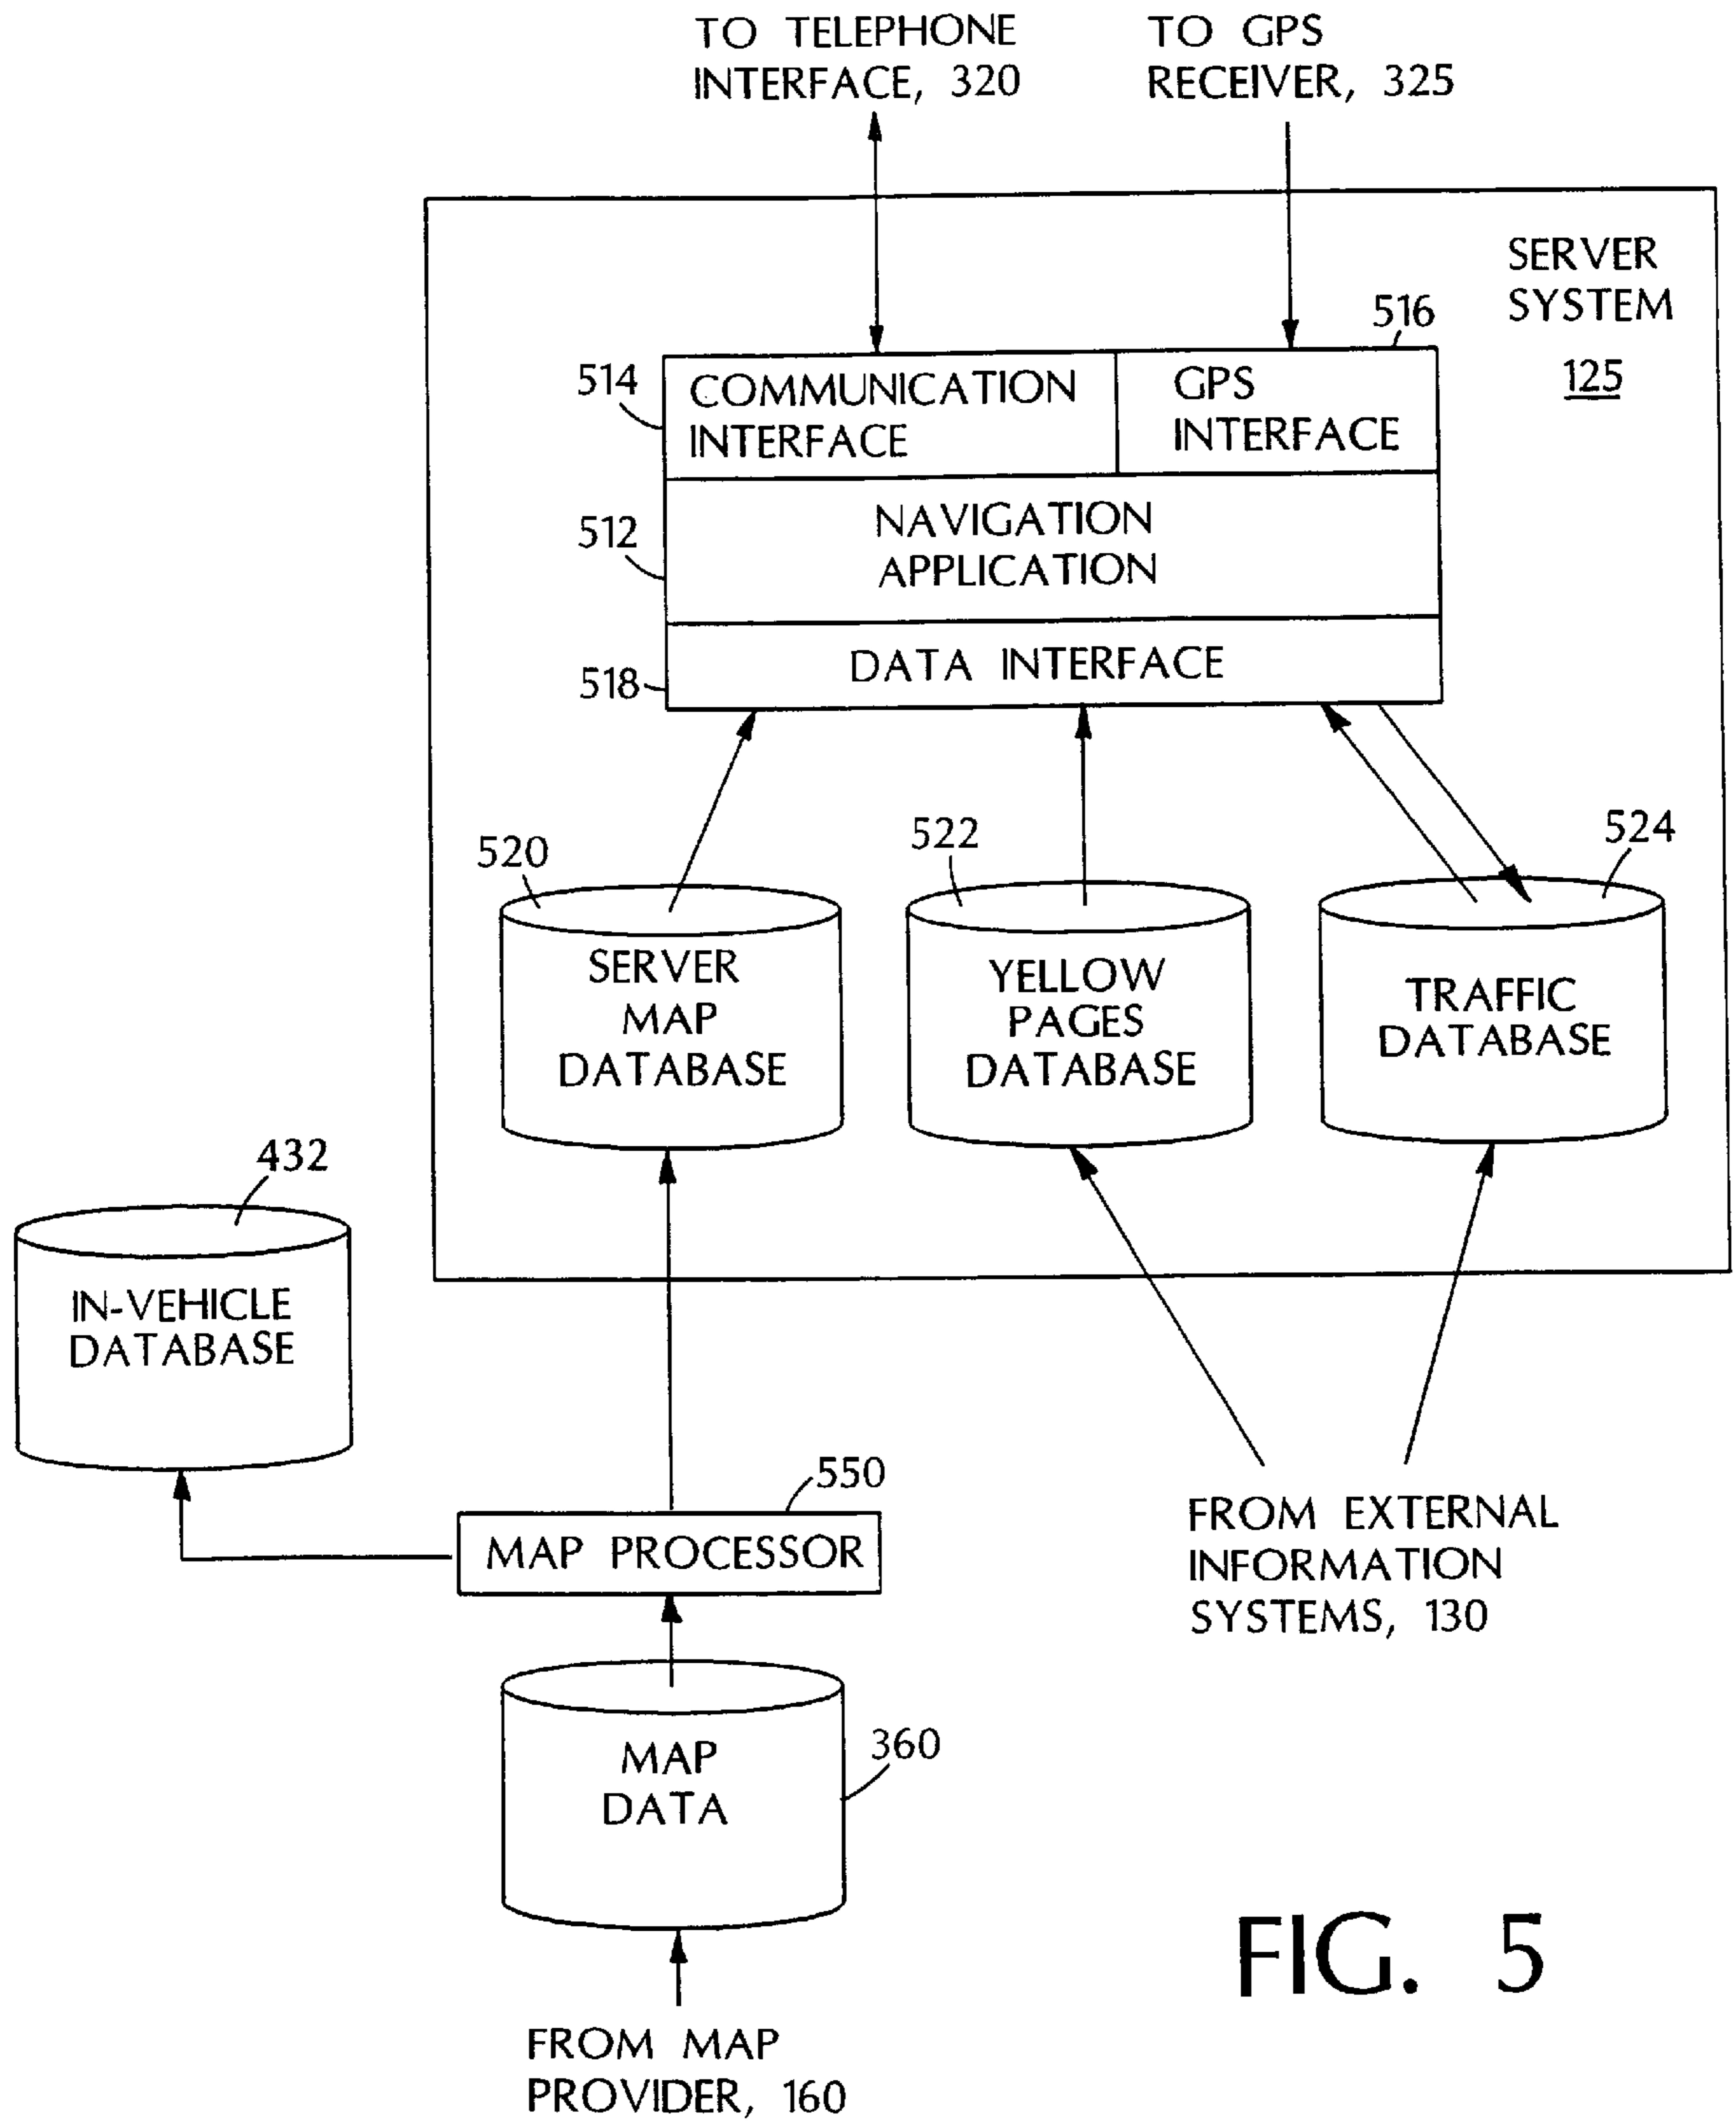 TO TELEPHONE
INTERFACE, 320
TO GPS
RECEIVER, 325
SERVER
SYSTEM
125
516
514
COMMUNICATION
INTERFACE
GPS
INTERFACE
512
NAVIGATION
APPLICATION
518
DATA INTERFACE
520
522
524
SERVER
MAP
DATABASE
YELLOW
PAGES
DATABASE
TRAFFIC
DATABASE
432
IN-VEHICLE
DATABASE
550
MAP PROCESSOR
FROM EXTERNAL
INFORMATION
SYSTEMS, 130
MAP
DATA
360
FROM MAP
PROVIDER, 160
FIG. 5